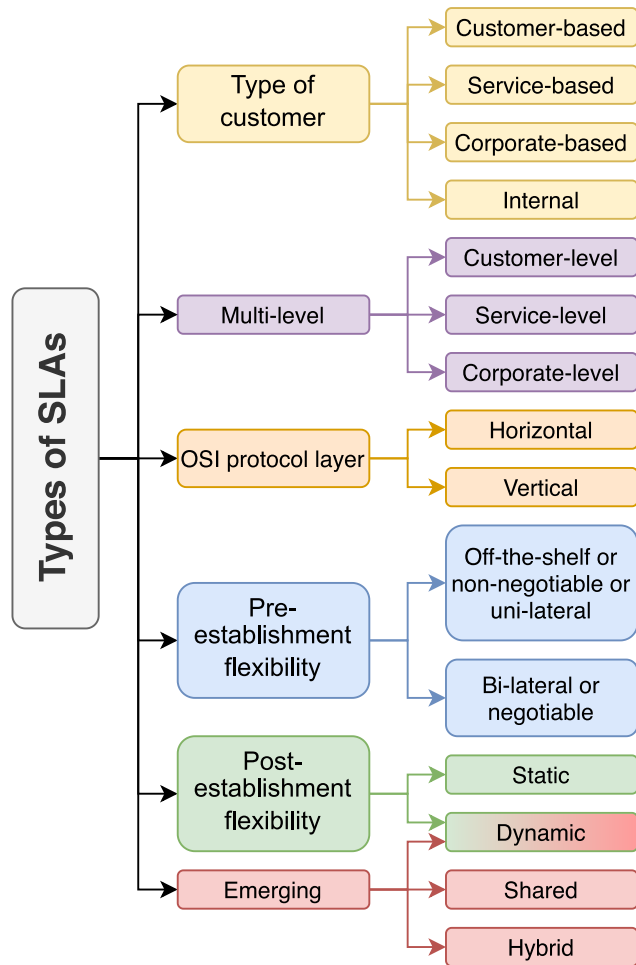 Types of SLAs
Type of
customer
Customer-based
Service-based
Corporate-based
Internal
Multi-level
Customer-level
Service-level
Corporate-level
OSI protocol layer
Horizontal
Vertical
Pre-
establishment
flexibility
Off-the-shelf or
non-negotiable or
uni-lateral
Bi-lateral or
negotiable
Post-
establishment
flexibility
Static
Dynamic
Emerging
Shared
Hybrid